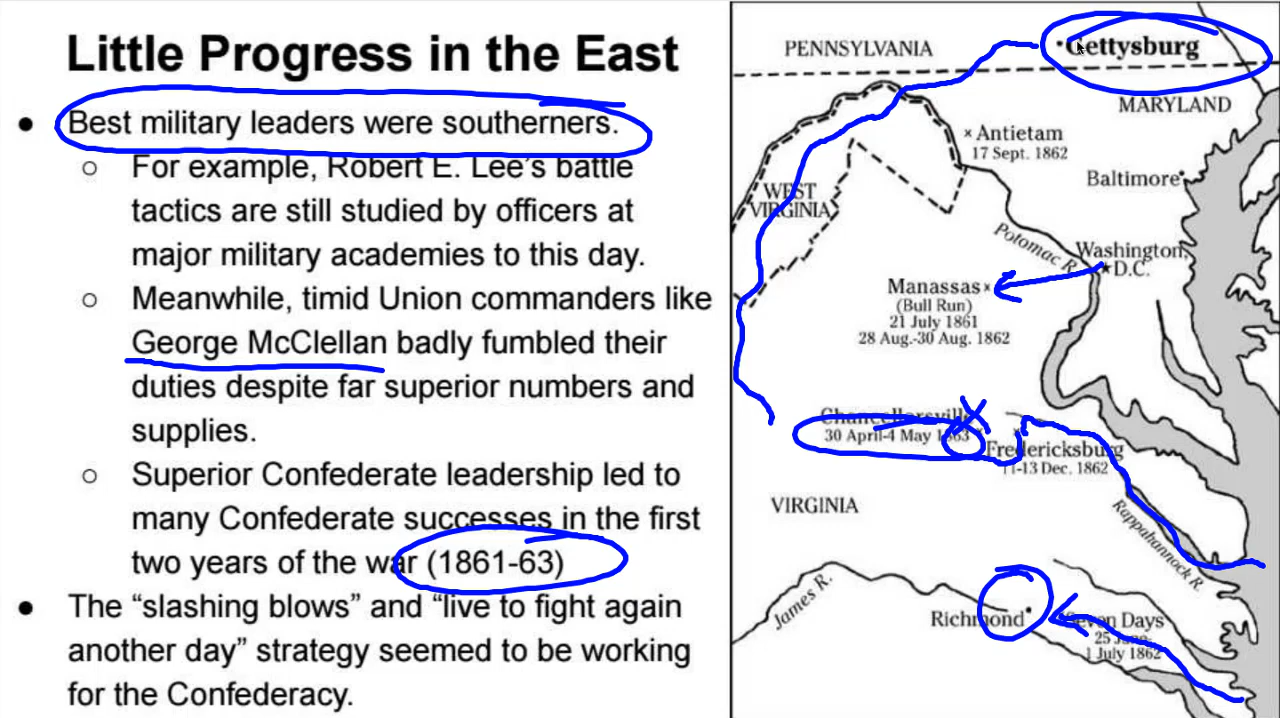 Little Progress in the East
● Best military leaders were southerners.
○ For example, Robert E. Lee’s battle
tactics are still studied by officers at
major military academies to this day.
○ Meanwhile, timid Union commanders like
George McClellan badly fumbled their
duties despite far superior numbers and
supplies.
○ Superior Confederate leadership led to
many Confederate successes in the first
two years of the war (1861-63)
● The “slashing blows” and “live to fight again
another day” strategy seemed to be working
for the Confederacy.
PENNSYLVANIA
Gettysburg
MARYLAND
Antietam
17 Sept. 1862
Baltimore
WEST
VIRGINIA
Potomac R.
Washington,
D.C.
Manassas
(Bull Run)
21 July 1861
28 Aug.-30 Aug. 1862
Chancellorsville
30 April-4 May 1863
Fredericksburg
11-13 Dec. 1862
VIRGINIA
Rappahannock R.
James R.
Richmond
Seven Days
25 June-
1 July 1862